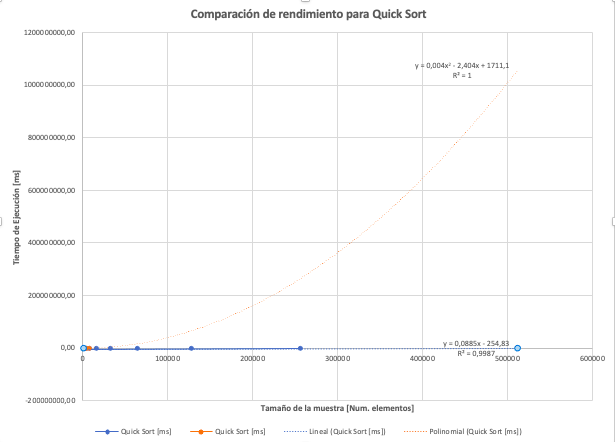 Comparación de rendimiento para Quick Sort
1200000000,00
1000000000,00
800000000,00
600000000,00
400000000,00
200000000,00
0,00
-200000000,00
Tiempo de Ejecución [ms]
y = 0,004x² - 2,404x + 1711,1
R² = 1
y = 0,0885x - 254,83
R² = 0,9987
0 100000 200000 300000 400000 500000 600000
Tamaño de la muestra [Num. elementos]
Quick Sort [ms] Quick Sort [ms] Lineal (Quick Sort [ms]) Polinomial (Quick Sort [ms])